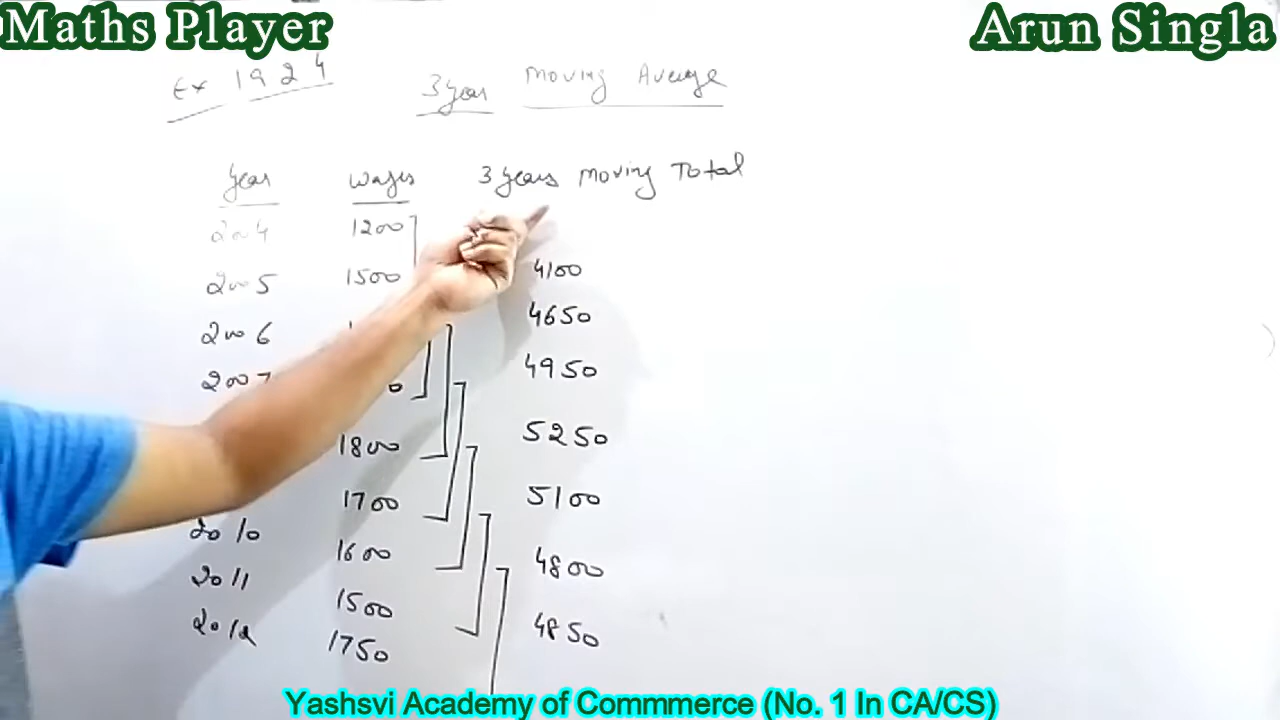 Maths Player
Arun Singla
Ex 1924
3 year Moving Average
Year Wages 3 years Moving Total
2004 1200
2005 1500 4100
2006 4650
2007 4950
1800 5250
1700 5100
2010 1600 4800
2011 1500 4850
2012 1750
Yashsvi Academy of Commmerce (No. 1 In CA/CS)